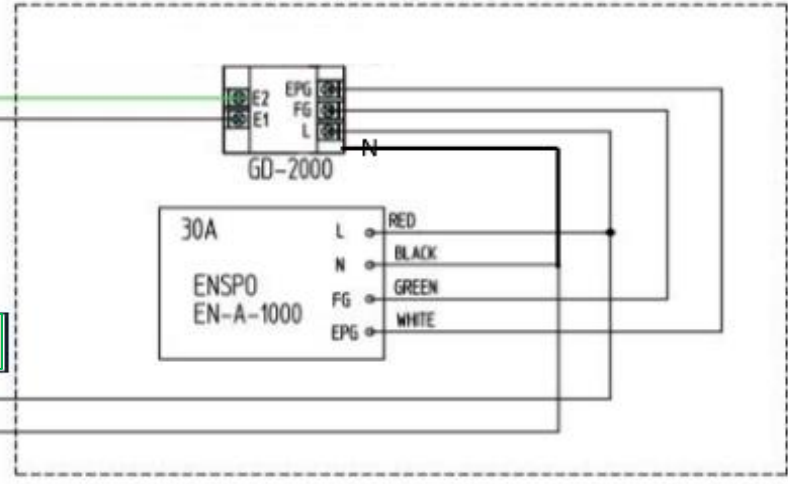 E2 EPG
E1 FG
L
N
GD-2000
30A
L RED
N BLACK
ENSPO
EN-A-1000
FG GREEN
EPG WHITE